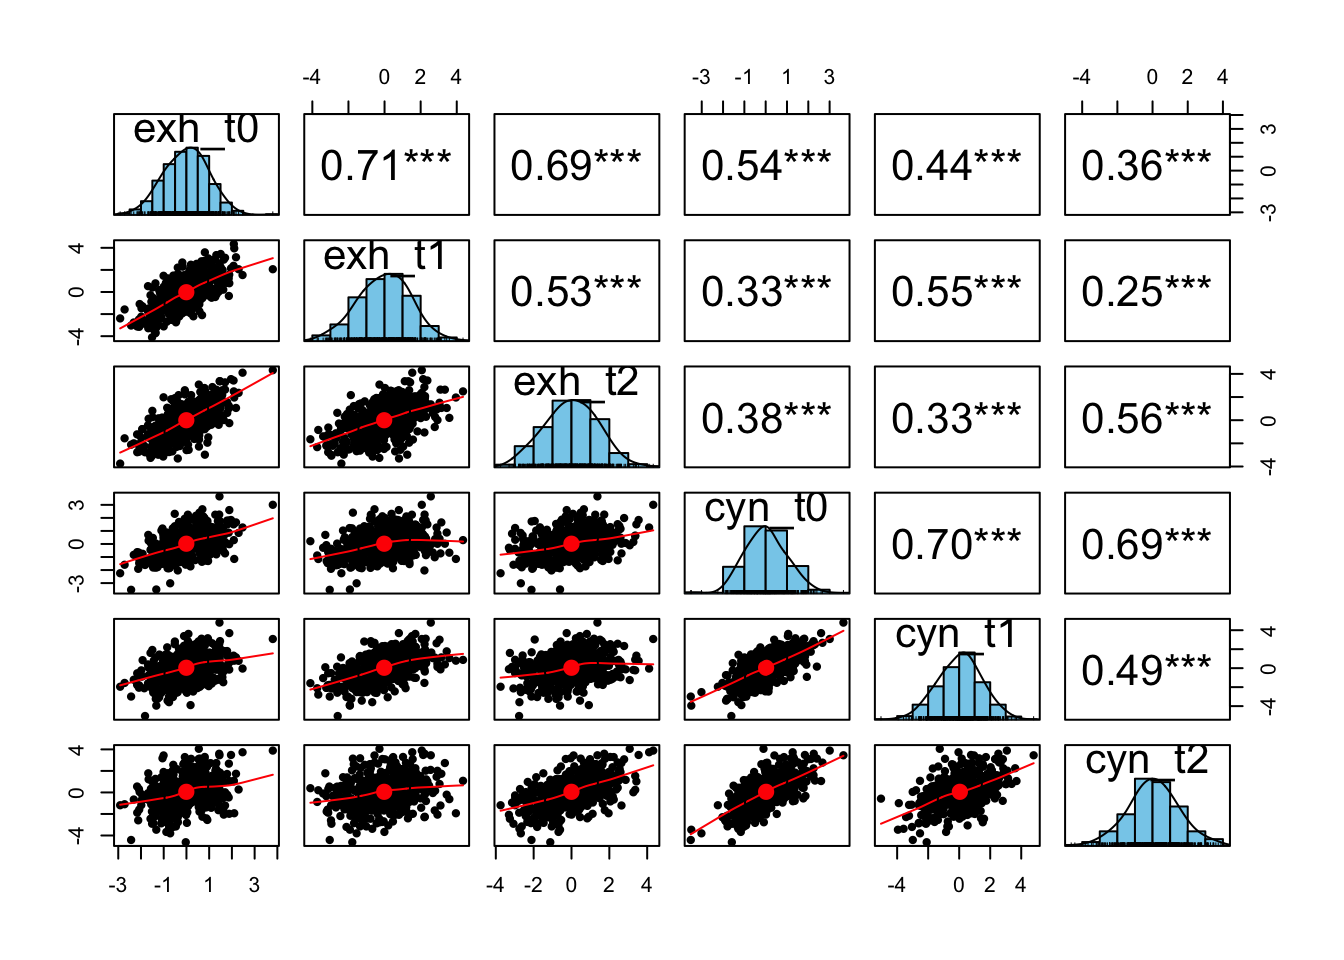 -4 0 2 4 -3 -1 1 3 -4 0 2 4
exh_t0 0.71*** 0.69*** 0.54*** 0.44*** 0.36*** -3 0 3
-4 0 4 exh_t1 0.53*** 0.33*** 0.55*** 0.25***
exh_t2 0.38*** 0.33*** 0.56*** -4 0 4
-3 0 3 cyn_t0 0.70*** 0.69***
cyn_t1 0.49*** -4 0 4
-4 0 4 cyn_t2
-3 -1 1 3 -4 -2 0 2 4 -4 0 2 4